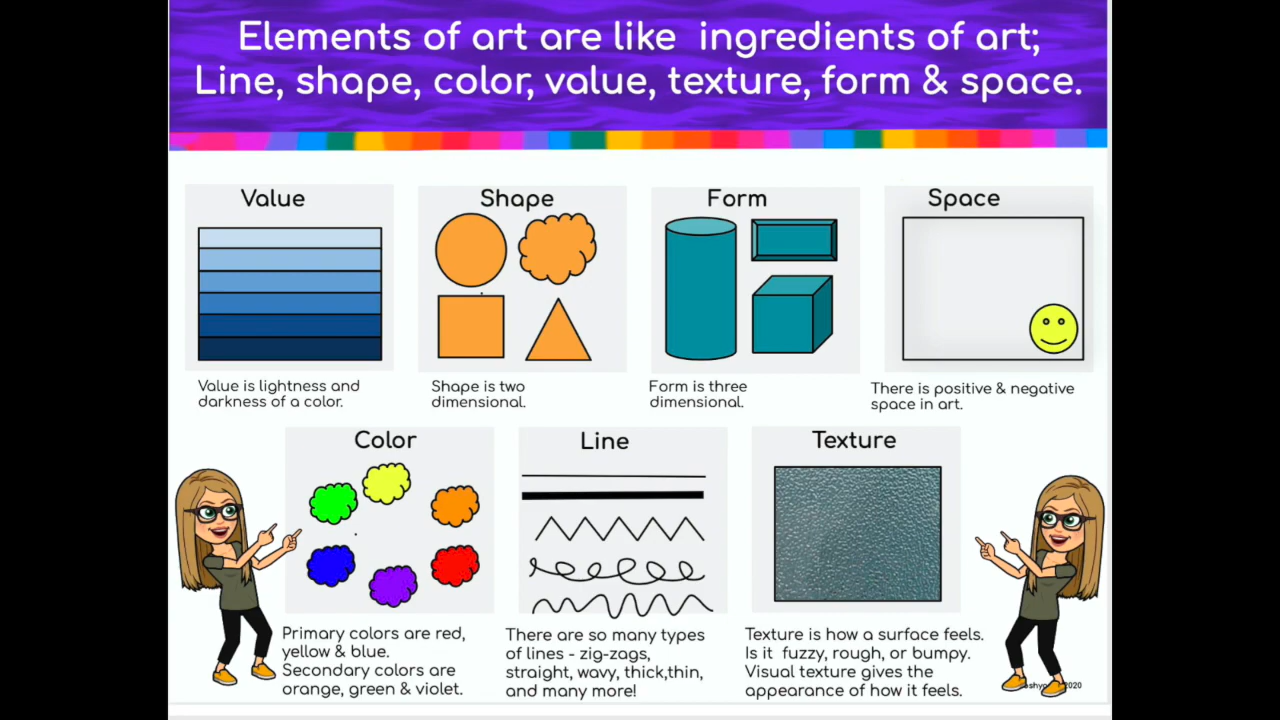 Elements of art are like ingredients of art;
Line, shape, color, value, texture, form & space.
Value
Value is lightness and
darkness of a color.
Shape
Shape is two
dimensional.
Form
Form is three
dimensional.
Space
There is positive & negative
space in art.
Color
Primary colors are red,
yellow & blue.
Secondary colors are
orange, green & violet.
Line
There are so many types
of lines - zig-zags,
straight, wavy, thick,thin,
and many more!
Texture
Texture is how a surface feels.
Is it fuzzy, rough, or bumpy.
Visual texture gives the
appearance of how it feels.
2020